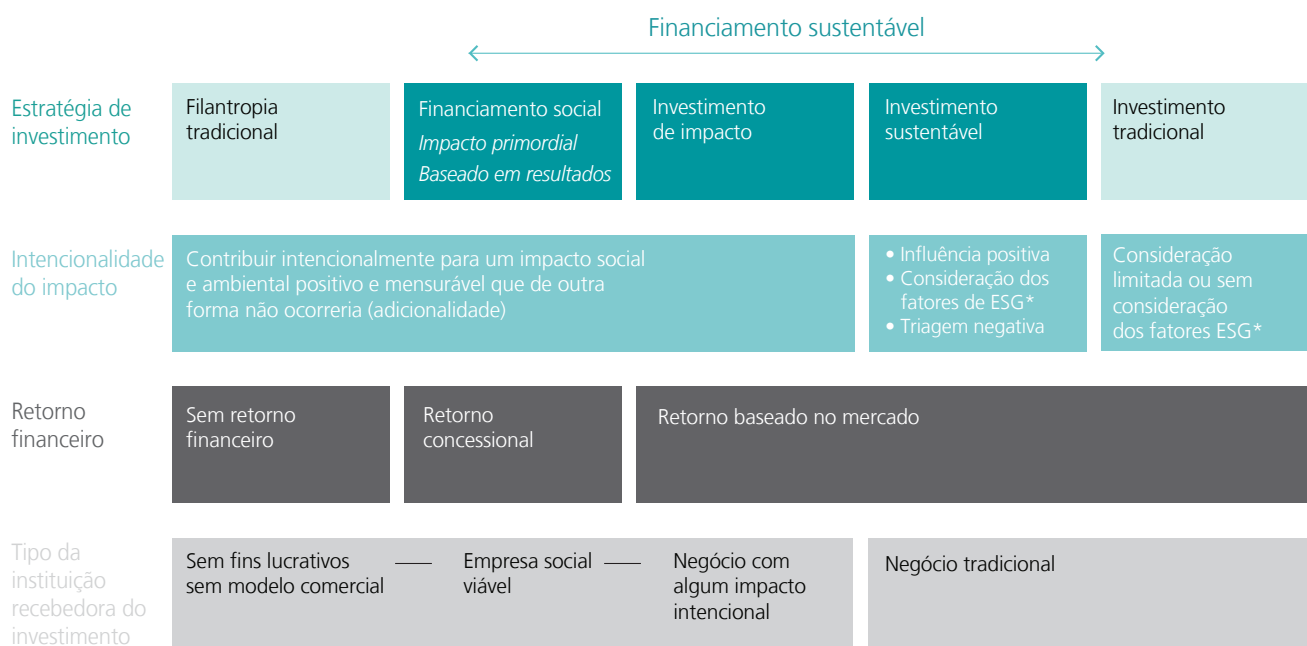 Financiamento sustentável
Estratégia de
investimento
Filantropia
tradicional
Financiamento social
Impacto primordial
Baseado em resultados
Investimento
de impacto
Investimento
sustentável
Investimento
tradicional
Intencionalidade
do impacto
Contribuir intencionalmente para um impacto social
e ambiental positivo e mensurável que de outra
forma não ocorreria (adicionalidade)
• Influência positiva
• Consideração dos
fatores de ESG*
• Triagem negativa
Consideração
limitada ou sem
consideração
dos fatores ESG*
Retorno
financeiro
Sem retorno
financeiro
Retorno
concessional
Retorno baseado no mercado
Tipo da
instituição
recebedora do
investimento
Sem fins lucrativos
sem modelo comercial
Empresa social
viável
Negócio com
algum impacto
intencional
Negócio tradicional